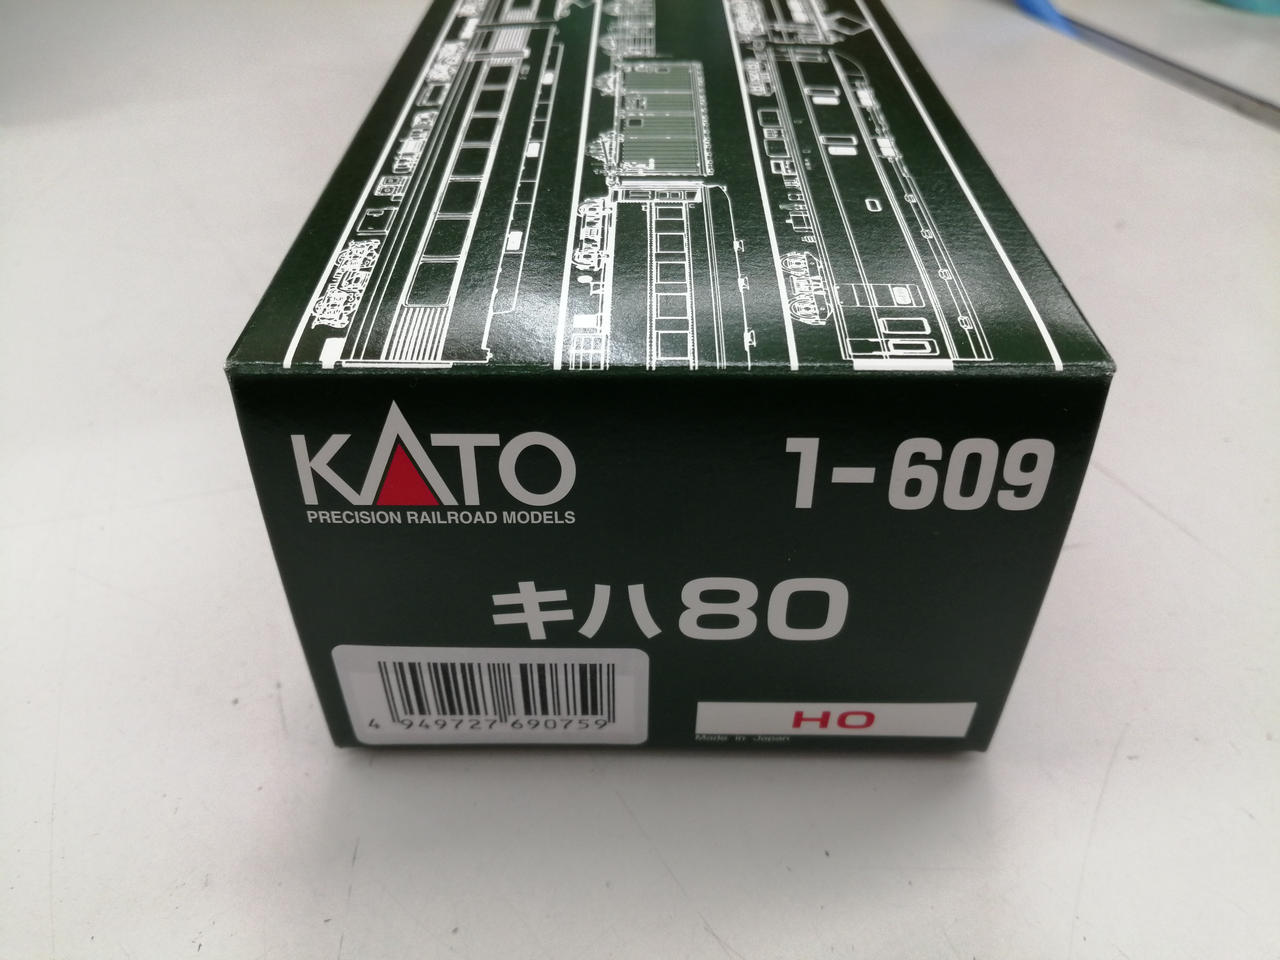 KATO
PRECISION RAILROAD MODELS
1-609
キハ80
4 949727 690759
HO
Made in Japan